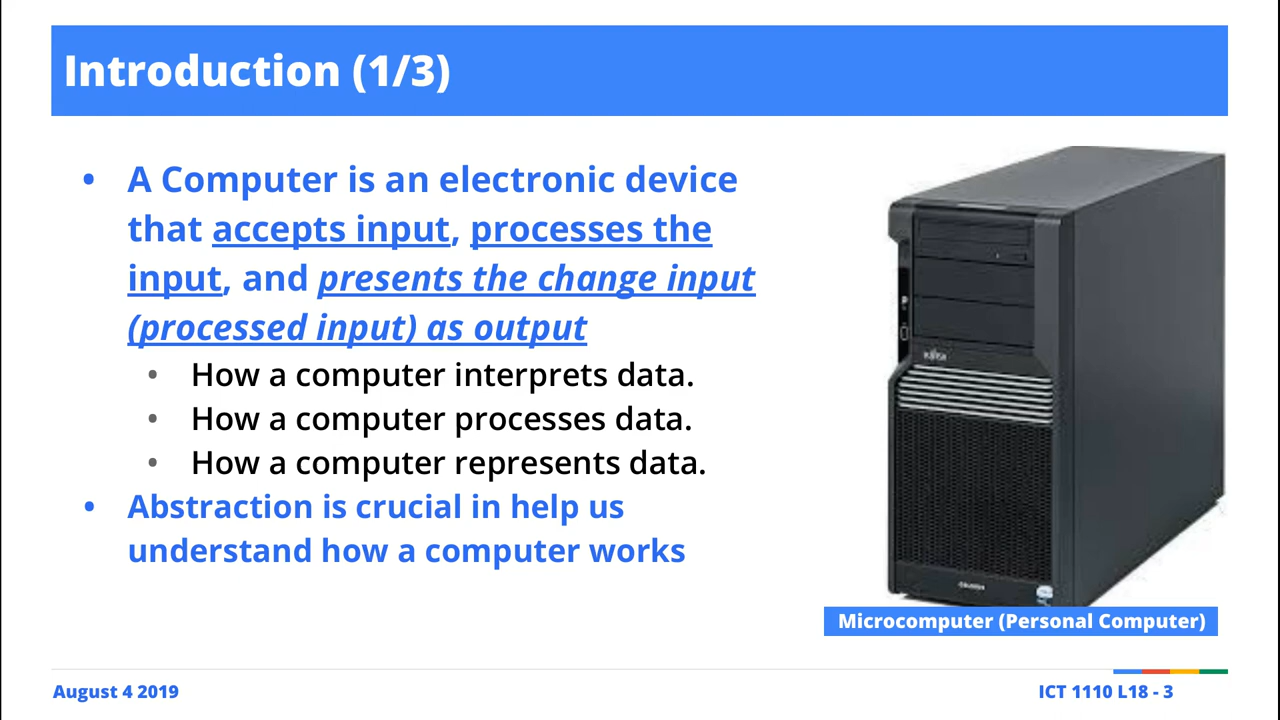 Introduction (1/3)
• A Computer is an electronic device
that accepts input, processes the
input, and presents the change input
(processed input) as output
• How a computer interprets data.
• How a computer processes data.
• How a computer represents data.
• Abstraction is crucial in help us
understand how a computer works
Microcomputer (Personal Computer)
August 4 2019
ICT 1110 L18 - 3